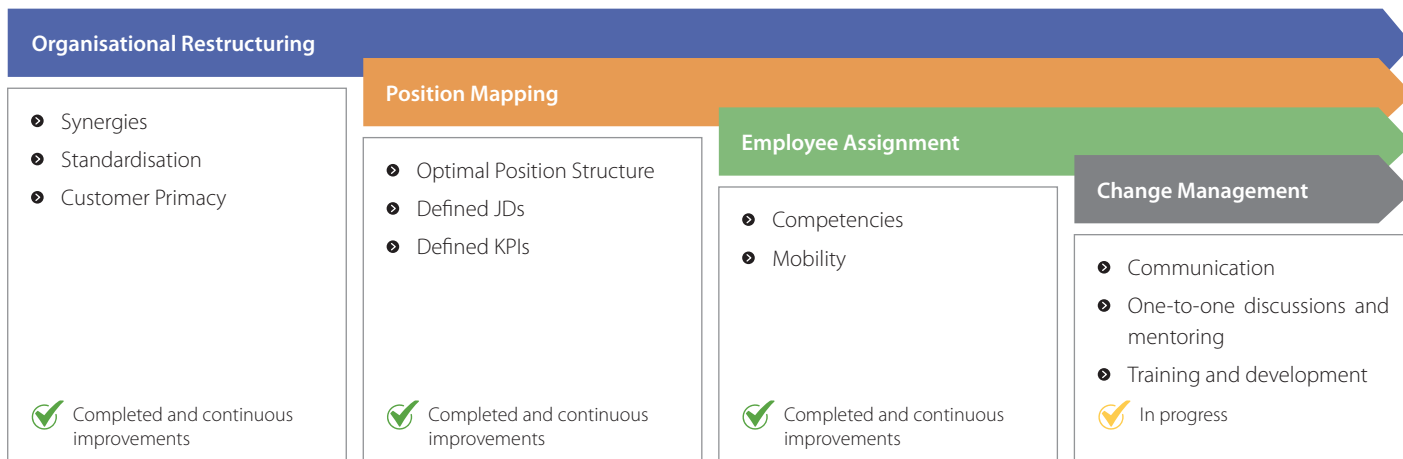 Organisational Restructuring
Synergies
Standardisation
Customer Primacy
Completed and continuous
improvements
Position Mapping
Optimal Position Structure
Defined JDs
Defined KPIs
Completed and continuous
improvements
Employee Assignment
Competencies
Mobility
Completed and continuous
improvements
Change Management
Communication
One-to-one discussions and
mentoring
Training and development
In progress